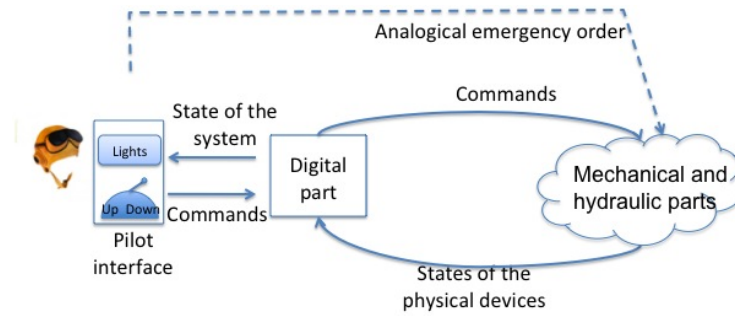 Analogical emergency order
Commands
State of the
system
Lights
Digital
part
Mechanical and
hydraulic parts
Up Down
Commands
Pilot
interface
States of the
physical devices